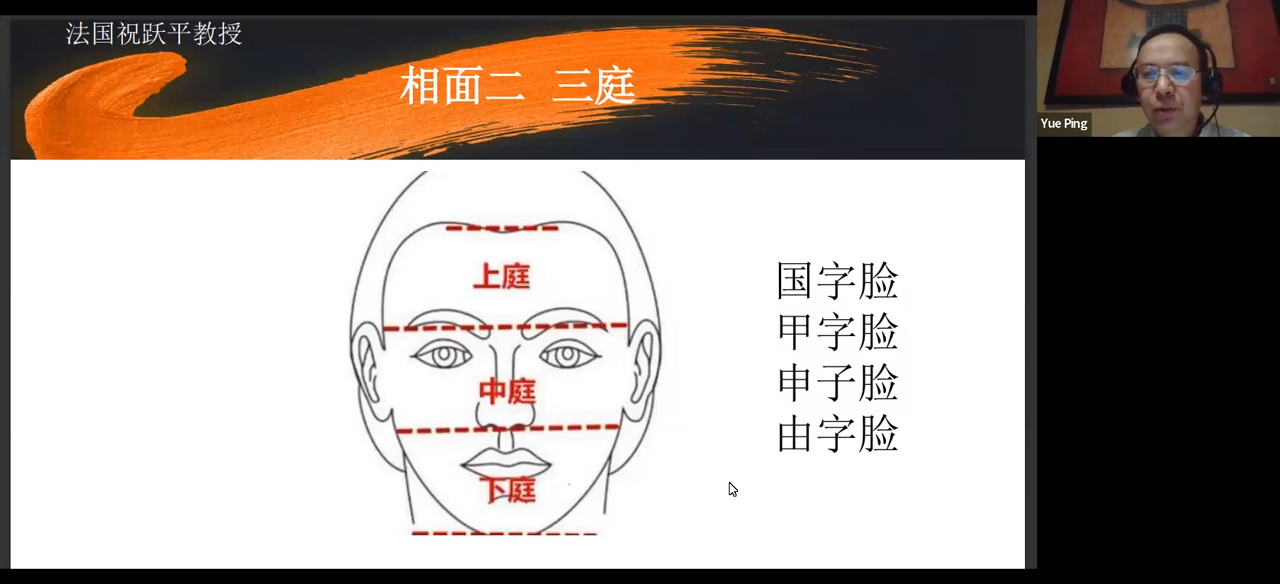 法国祝跃平教授
相面二 三庭
Yue Ping
上庭
中庭
下庭
国字脸
甲字脸
申子脸
由字脸